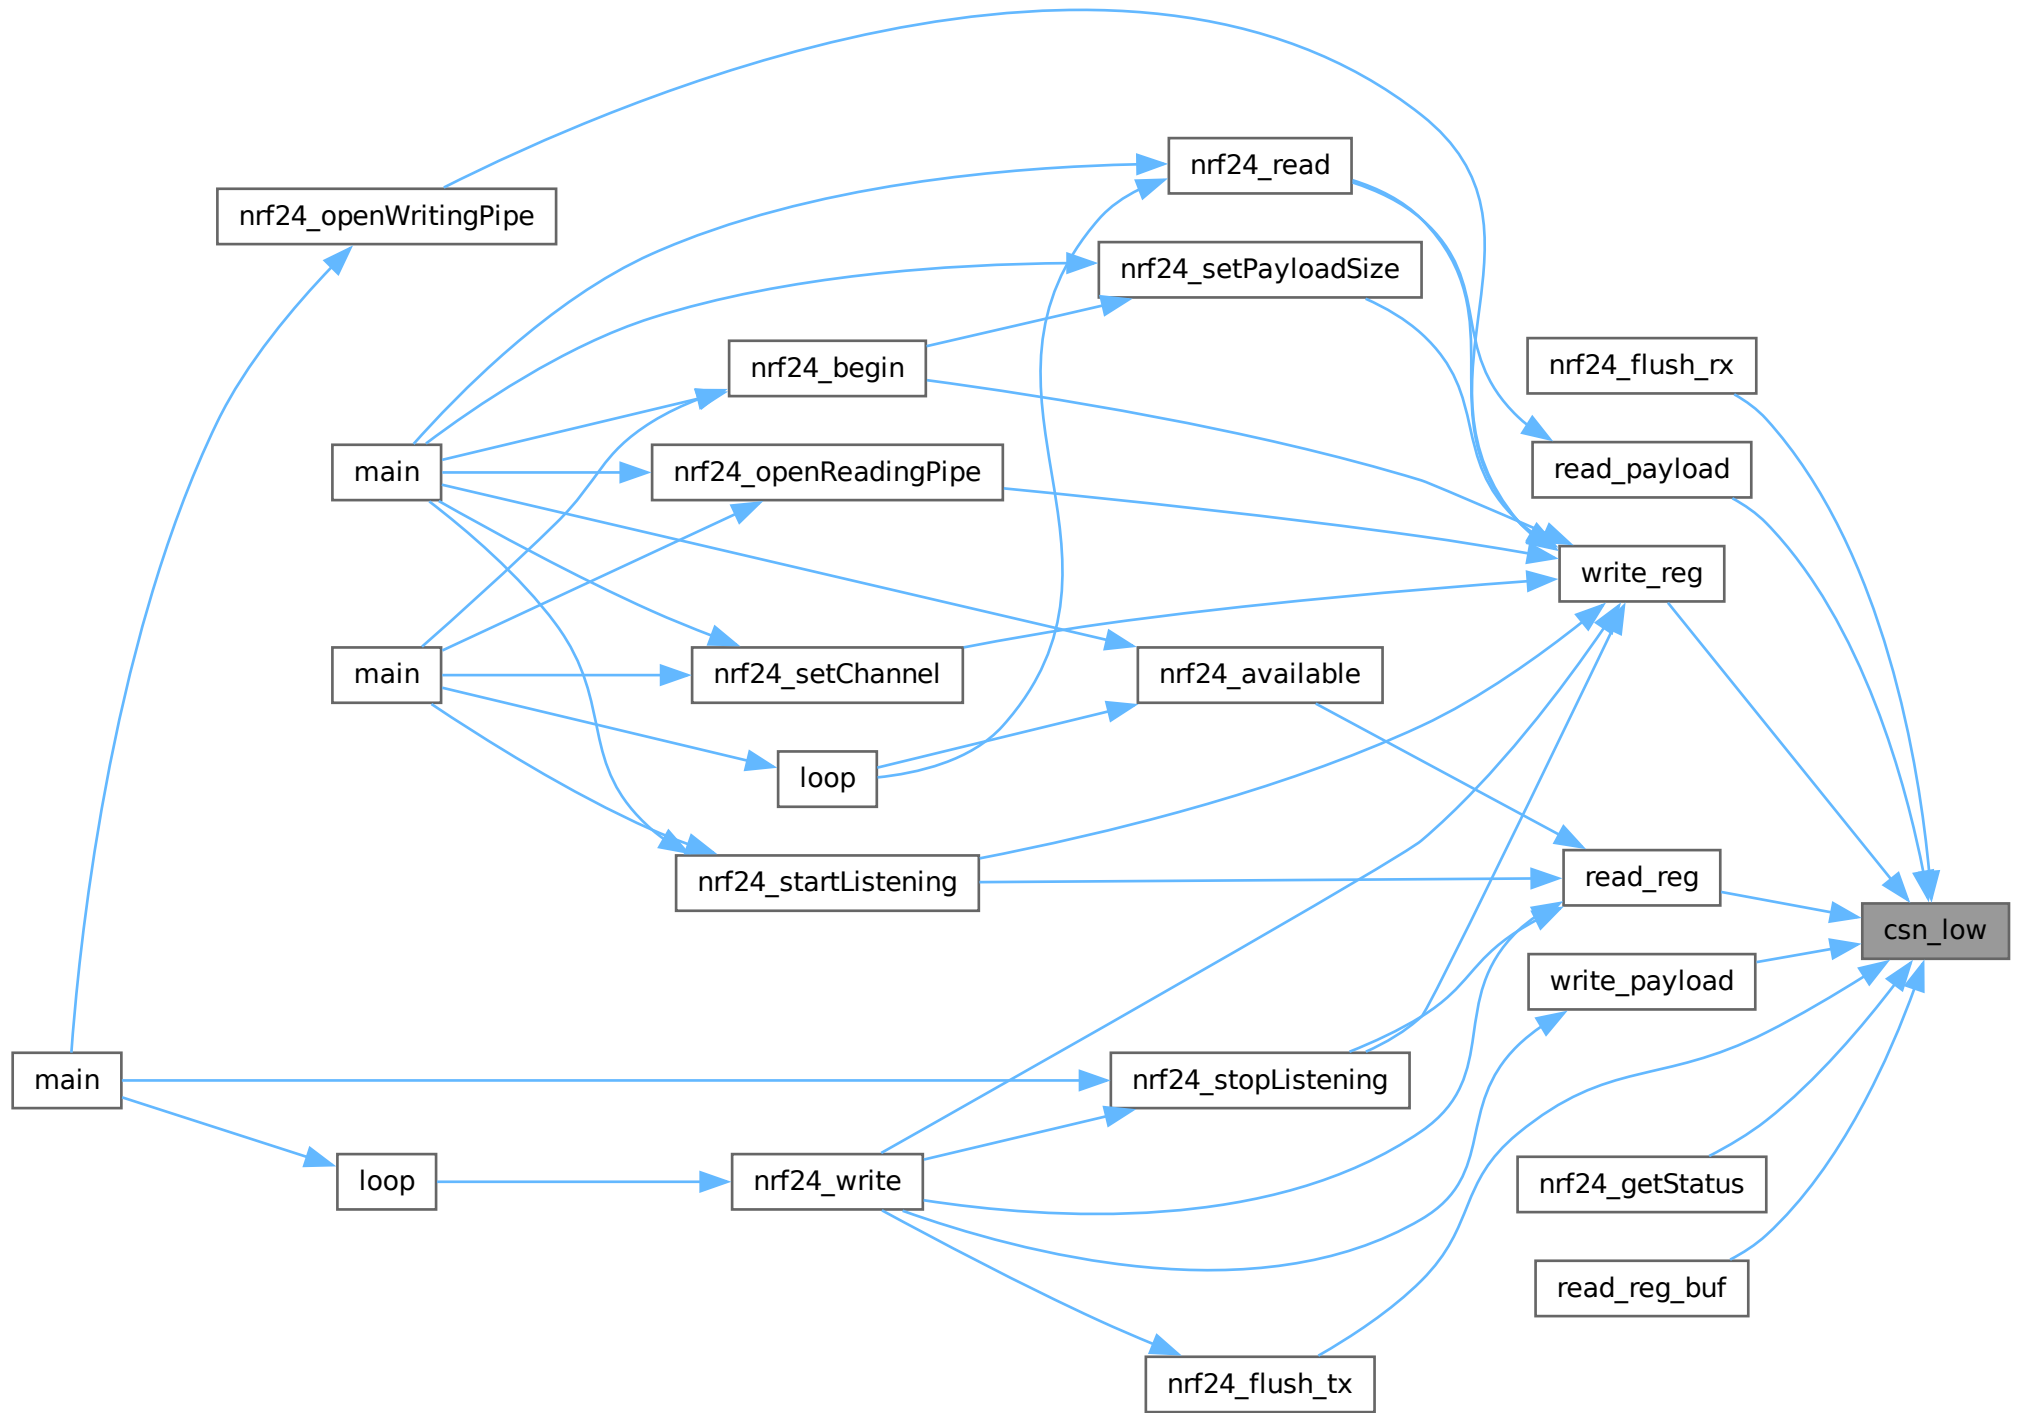 nrf24_read
nrf24_openWritingPipe
nrf24_setPayloadSize
nrf24_flush_rx
nrf24_begin
read_payload
main
nrf24_openReadingPipe
write_reg
main
nrf24_setChannel
nrf24_available
loop
nrf24_startListening
read_reg
csn_low
write_payload
main
nrf24_stopListening
loop
nrf24_write
nrf24_getStatus
read_reg_buf
nrf24_flush_tx